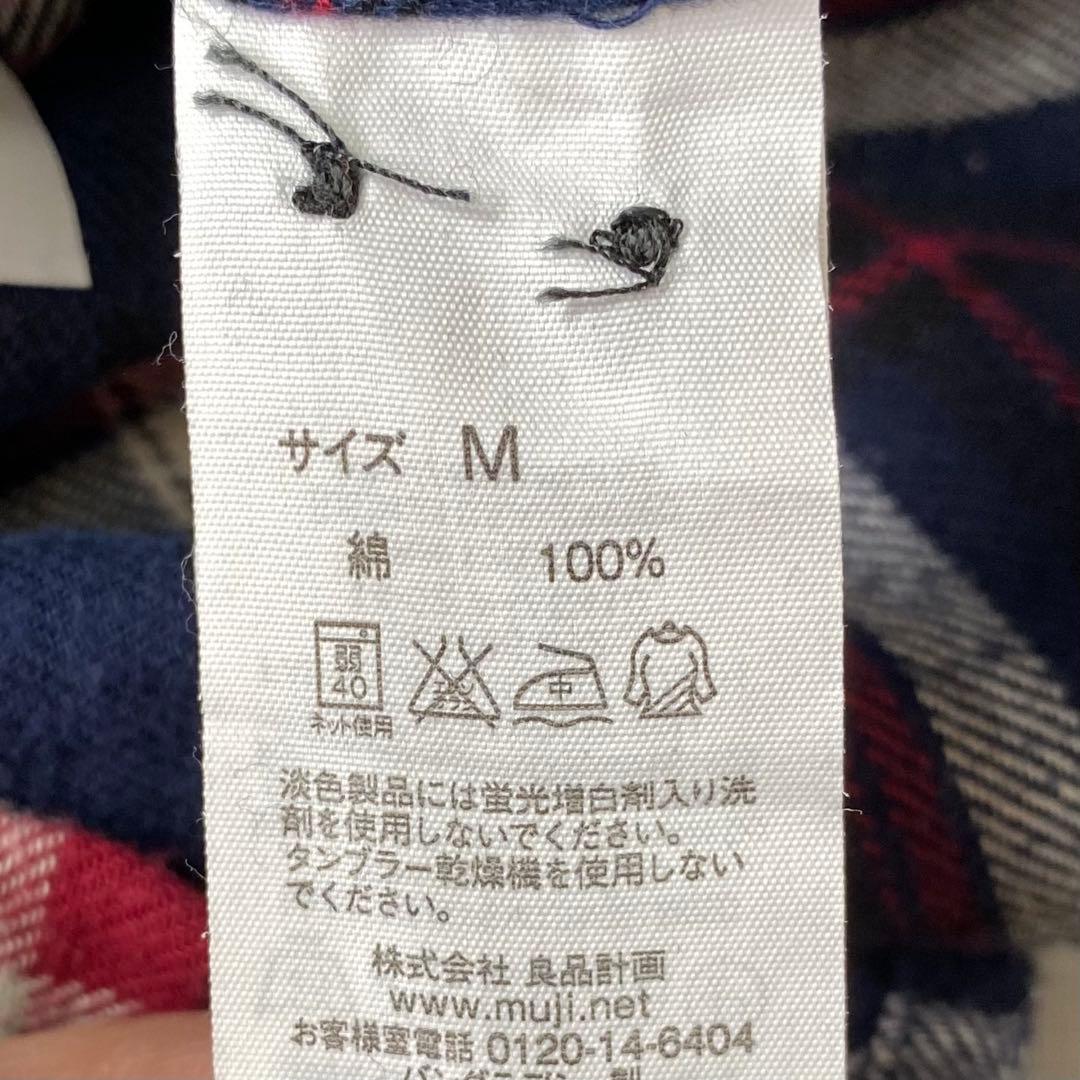 サイズ M
綿 100%
弱
40
中
ネット使用
淡色製品には蛍光増白剤入り洗
剤を使用しないでください。
タンブラー乾燥機を使用しない
でください。
株式会社 良品計画
www.muji.net
お客様室電話 0120-14-6404